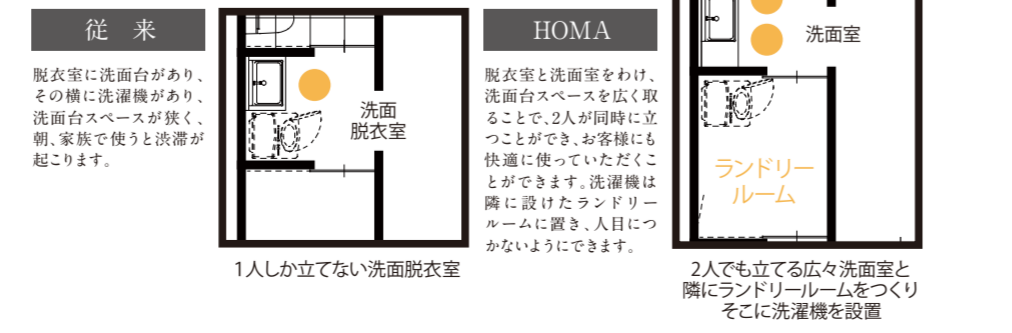 従 来
脱衣室に洗面台があり、
その横に洗濯機があり、
洗面台スペースが狭く、
朝、家族で使うと渋滞が
起こります。
洗面
脱衣室
1人しか立てない洗面脱衣室
HOMA
脱衣室と洗面室をわけ、
洗面台スペースを広く取
ることで、2人が同時に立
つことができ、お客様にも
快適に使っていただくこ
とができます。洗濯機は
隣に設けたランドリー
ルームに置き、人目につ
かないようにできます。
洗面室
ランドリー
ルーム
2人でも立てる広々洗面室と
隣にランドリールームをつくり
そこに洗濯機を設置